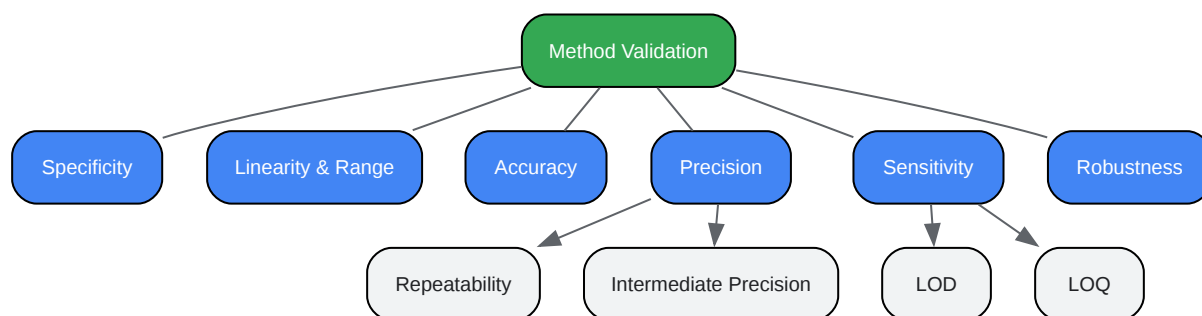 Method Validation
Specificity
Linearity & Range
Accuracy
Precision
Sensitivity
Robustness
Repeatability
Intermediate Precision
LOD
LOQ